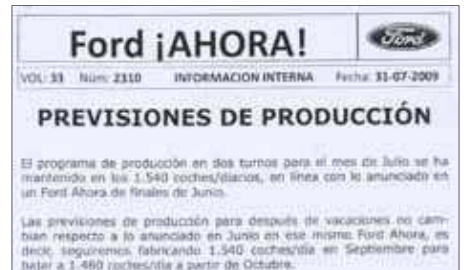 Ford ¡AHORA!
Ford
VOL: 33 Núm: 2310 INFORMACION INTERNA Fecha: 31-07-2009
PREVISIONES DE PRODUCCIÓN
El programa de producción en dos turnos para el mes de Julio se ha
mantenido en los 1.540 coches/diarios, en línea con lo anunciado en
un Ford Ahora de finales de Junio.
Las previsiones de producción para después de vacaciones no cam-
bian respecto a lo anunciado en Junio en ese mismo Ford Ahora, es
decir, seguiremos fabricando 1.540 coches/día en Septiembre para
bajar a 1.460 coches/día a partir de Octubre.